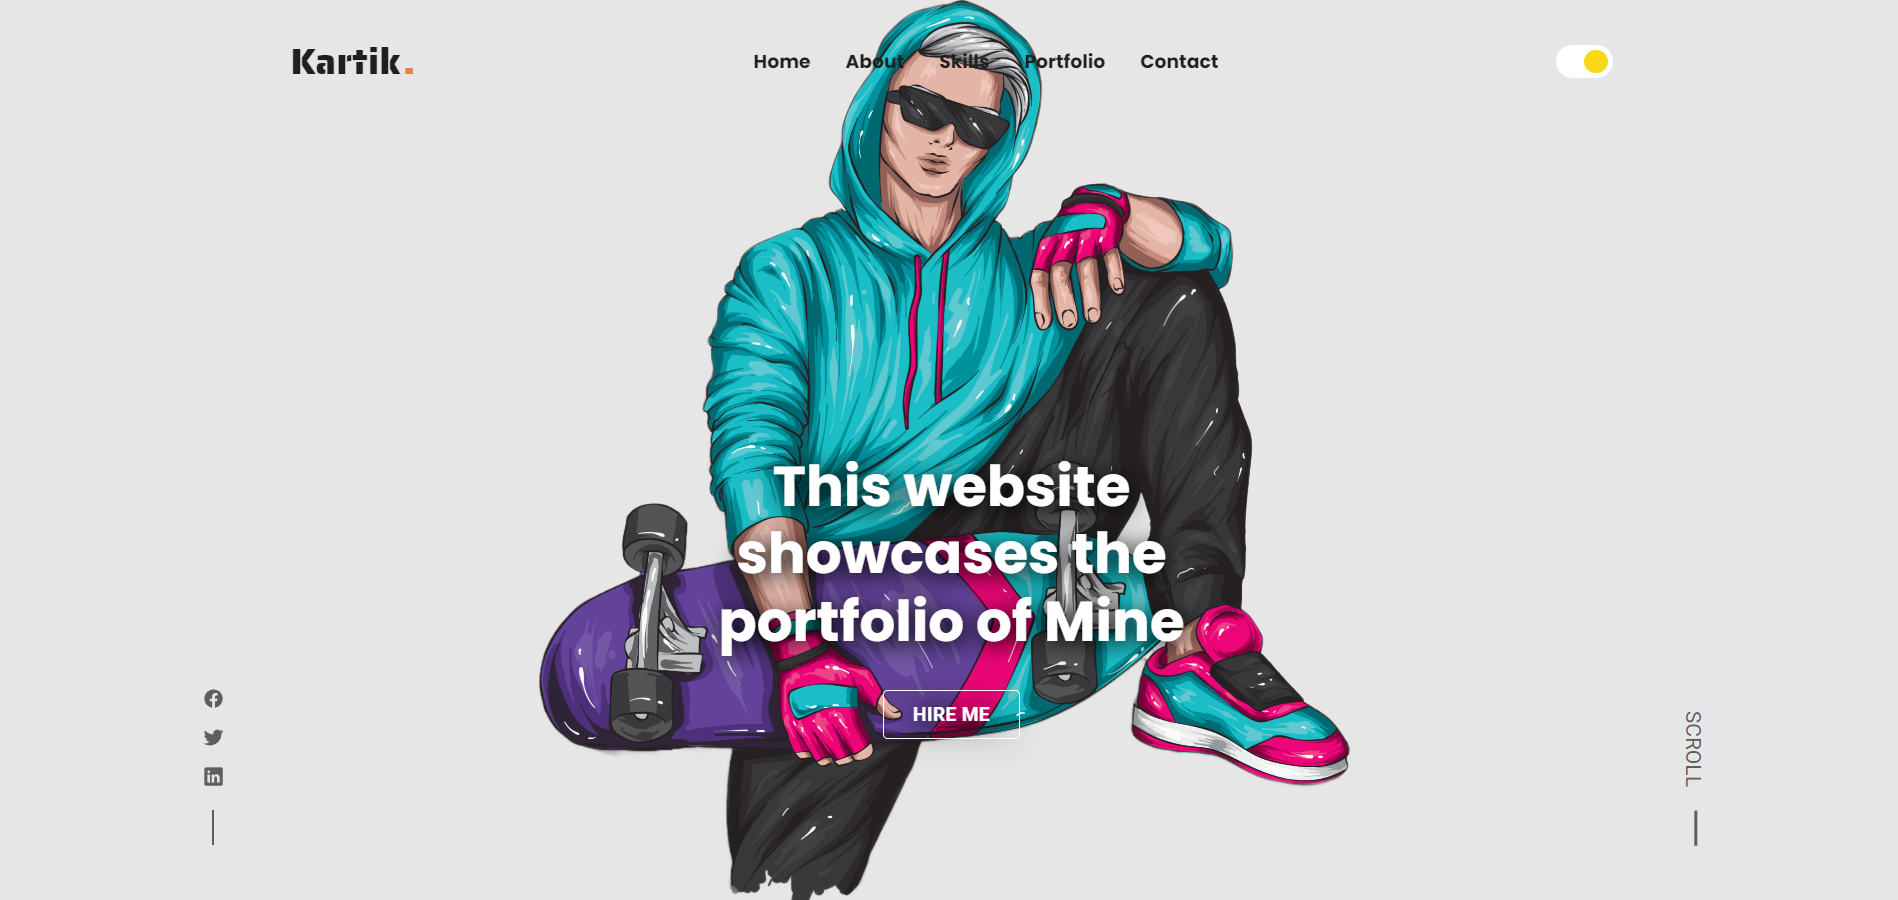 Kartik.
Home About Skills Portfolio Contact
This website
showcases the
portfolio of Mine
HIRE ME
SCROLL